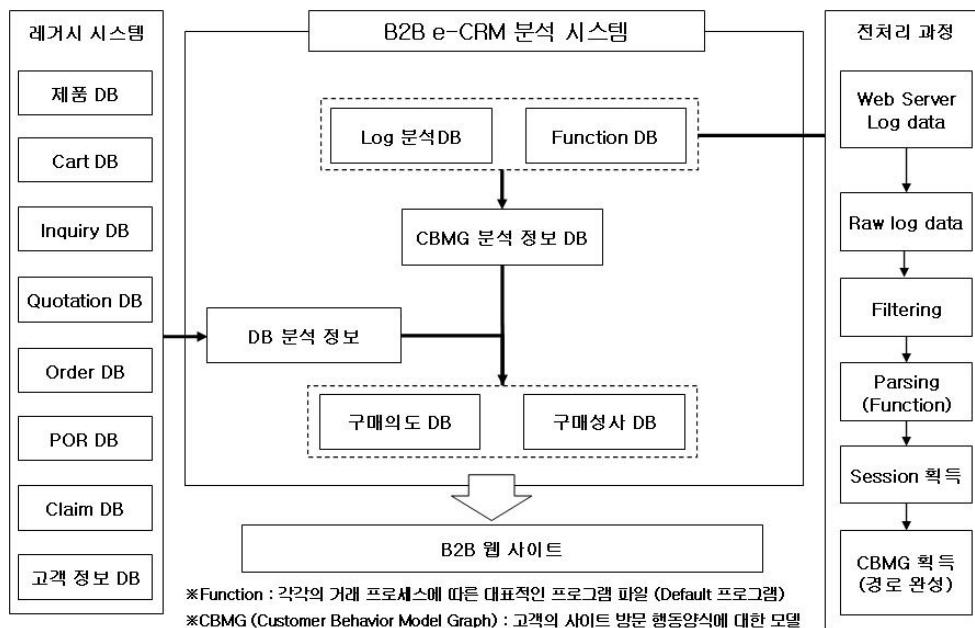 레거시 시스템
제품 DB
Cart DB
Inquiry DB
Quotation DB
Order DB
POR DB
Claim DB
고객 정보 DB
B2B e-CRM 분석 시스템
Log 분석DB
Function DB
CBMG 분석 정보 DB
DB 분석 정보
구매의도 DB
구매성사 DB
B2B 웹 사이트
※Function : 각각의 거래 프로세스에 따른 대표적인 프로그램 파일 (Default 프로그램)
※CBMG (Customer Behavior Model Graph) : 고객의 사이트 방문 행동양식에 대한 모델
전처리 과정
Web Server
Log data
Raw log data
Filtering
Parsing
(Function)
Session 획득
CBMG 획득
(경로 완성)